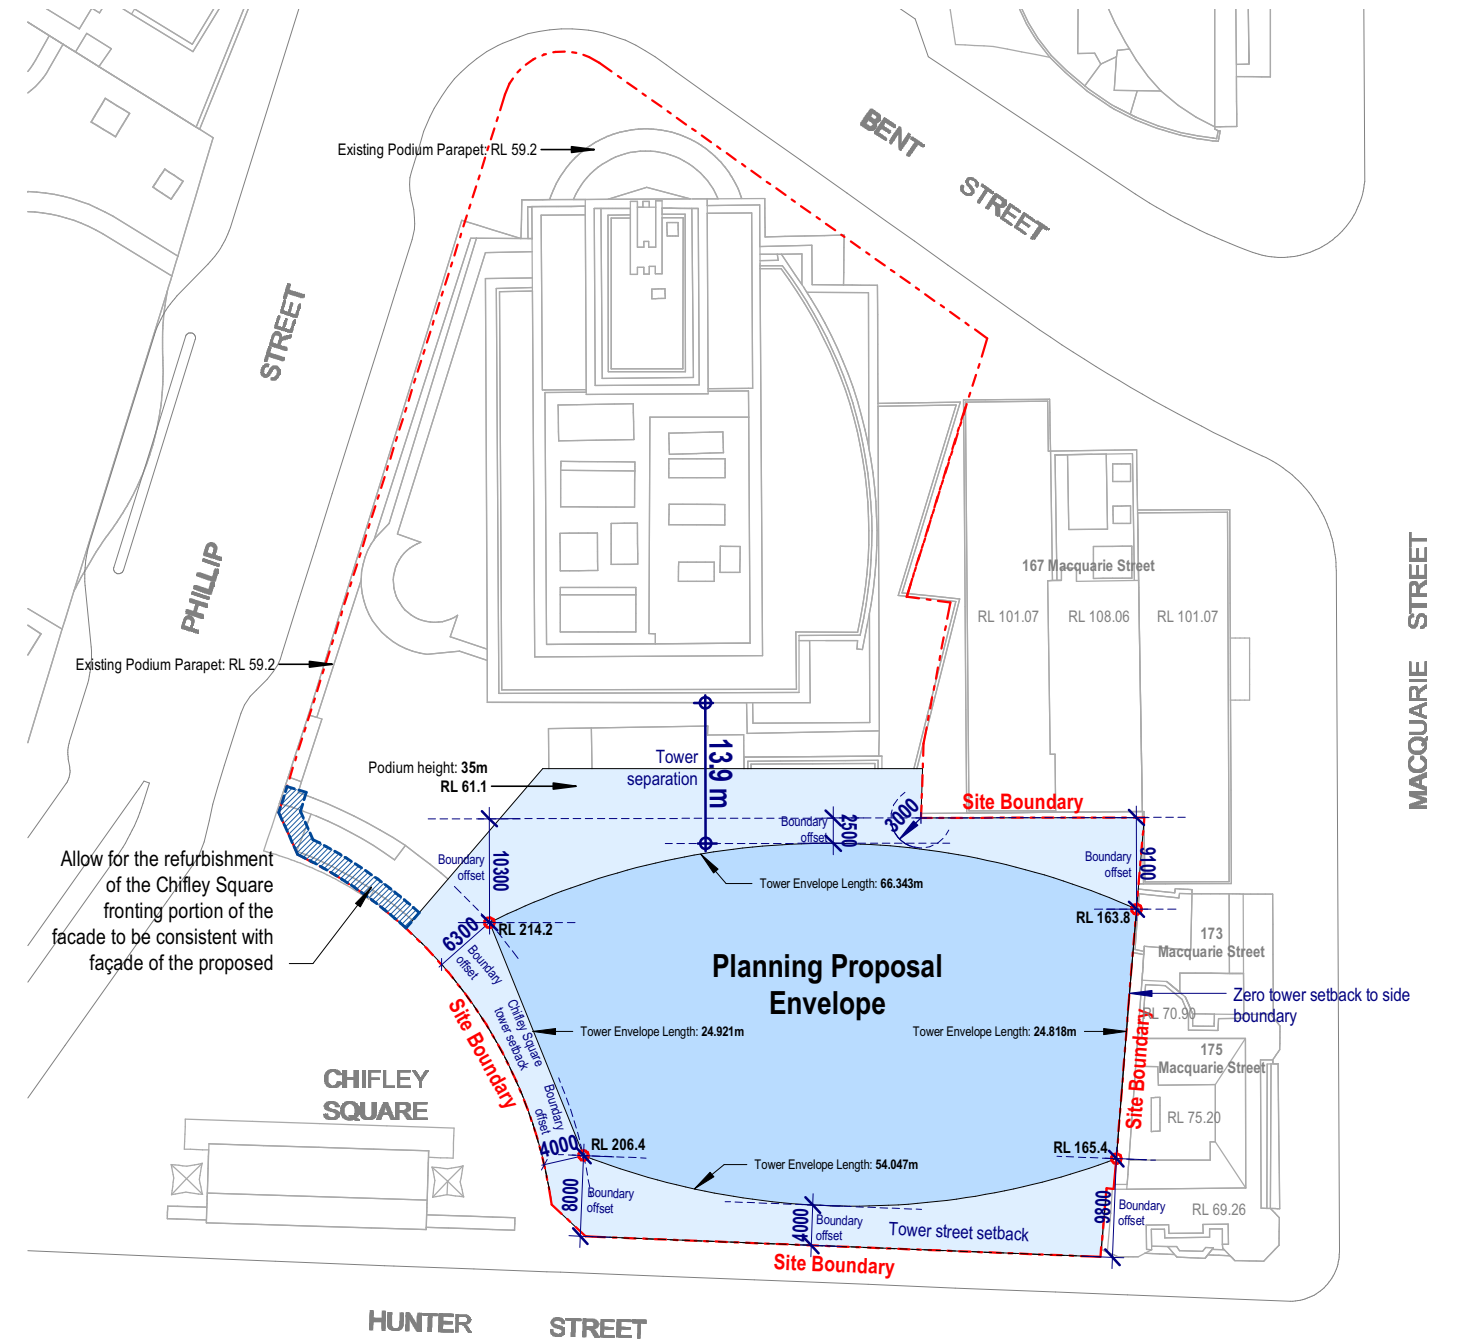 BENT
STREET
Existing Podium Parapet: RL 59.2
STREET
PHILLIP
Existing Podium Parapet: RL 59.2
167 Macquarie Street
RL 101.07
RL 108.06
RL 101.07
STREET
MACQUARIE
Tower
separation
13.9 m
Podium height: 35m
RL 61.1
Site Boundary
3000
Boundary
offset
2500
Boundary
offset
10300
Boundary
offset
9100
Allow for the refurbishment
of the Chifley Square
fronting portion of the
facade to be consistent with
façade of the proposed
Tower Envelope Length: 66.343m
RL 214.2
RL 163.8
6300
Boundary
offset
173
Macquarie Street
Planning Proposal
Envelope
Zero tower setback to side
boundary
RL 70.90
Site Boundary
Chifley Square
tower setback
Tower Envelope Length: 24.921m
Tower Envelope Length: 24.818m
Site Boundary
175
Macquarie Street
CHIFLEY
SQUARE
Boundary
offset
RL 75.20
4000
RL 206.4
RL 165.4
Tower Envelope Length: 54.047m
8000
Boundary
offset
4000
Boundary
offset
Tower street setback
9800
Boundary
offset
RL 69.26
Site Boundary
HUNTER
STREET